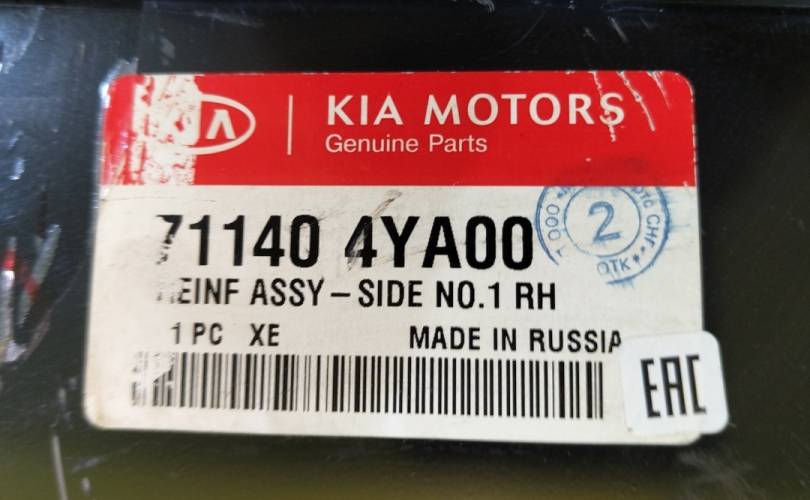 KIA MOTORS
Genuine Parts
71140 4YA00
REINF ASSY – SIDE NO.1 RH
1 PC XE MADE IN RUSSIA
2
ОТК
EAC